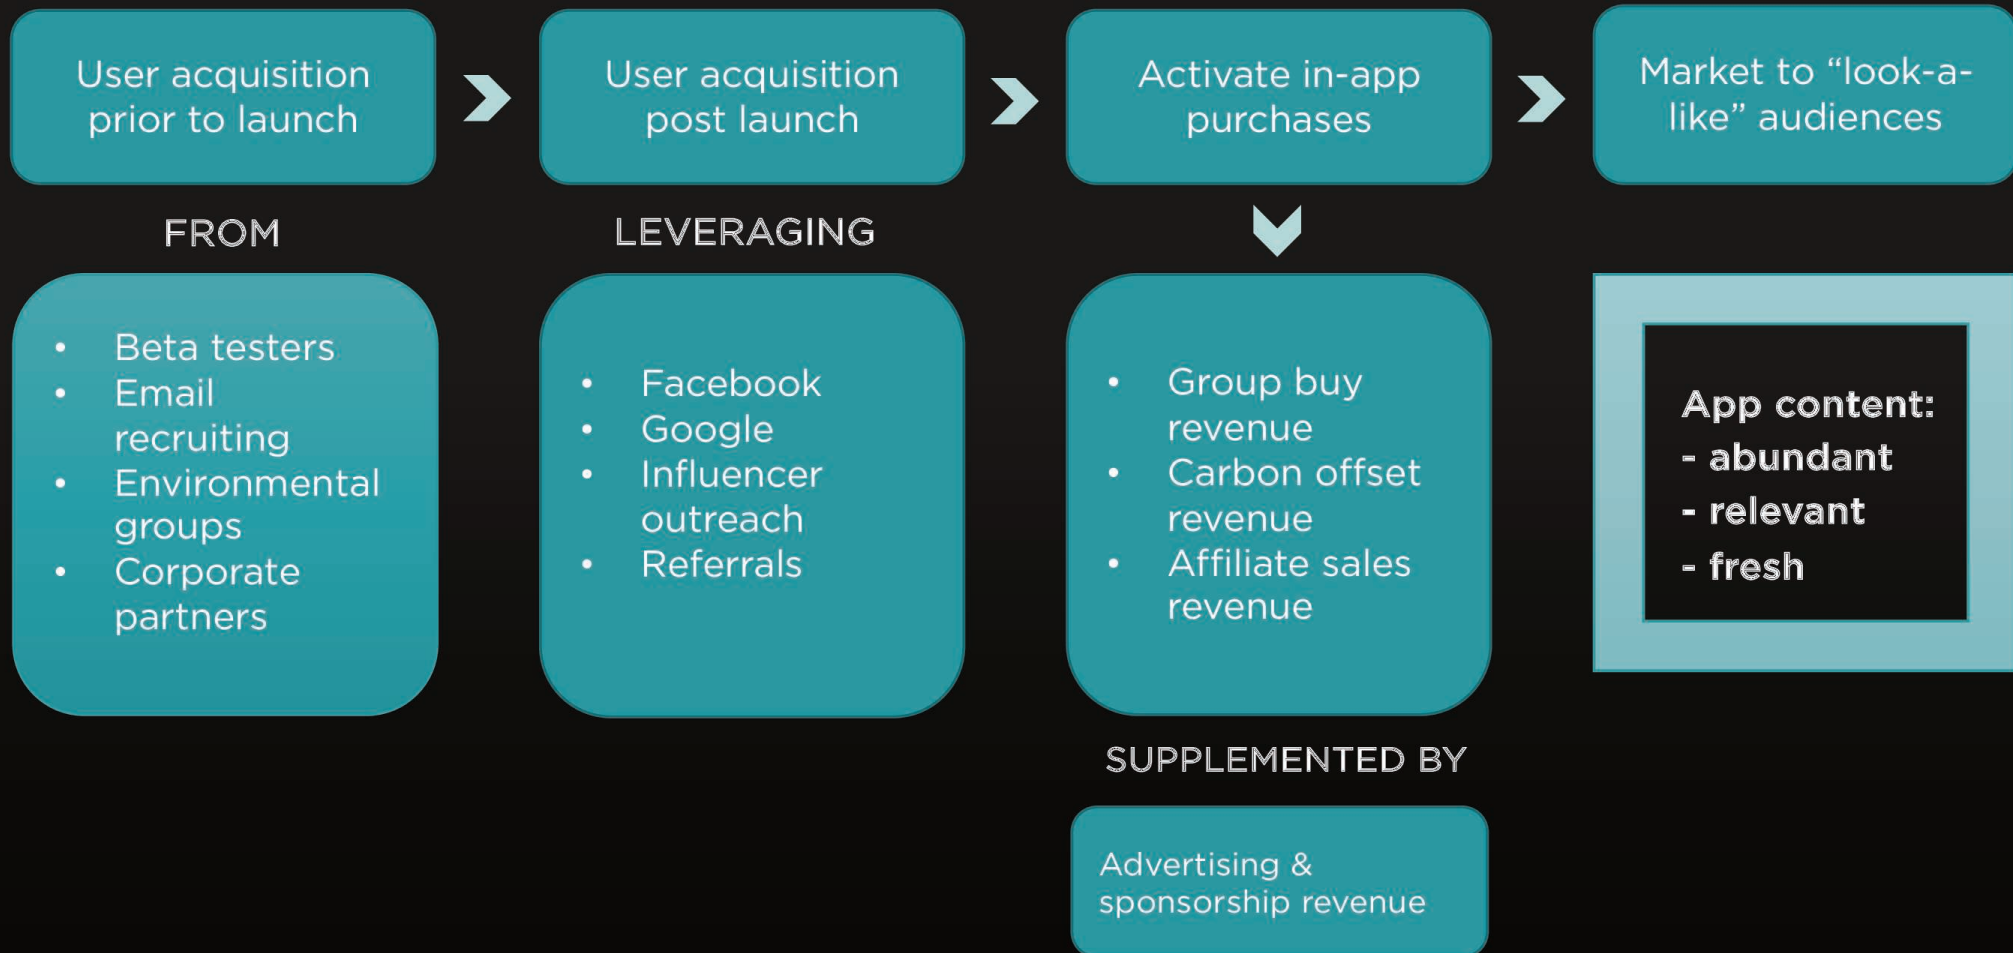 User acquisition
prior to launch
User acquisition
post launch
Activate in-app
purchases
Market to “look-a-
like” audiences
FROM
• Beta testers
• Email
recruiting
• Environmental
groups
• Corporate
partners
LEVERAGING
• Facebook
• Google
• Influencer
outreach
• Referrals
• Group buy
revenue
• Carbon offset
revenue
• Affiliate sales
revenue
SUPPLEMENTED BY
Advertising &
sponsorship revenue
App content:
- abundant
- relevant
- fresh